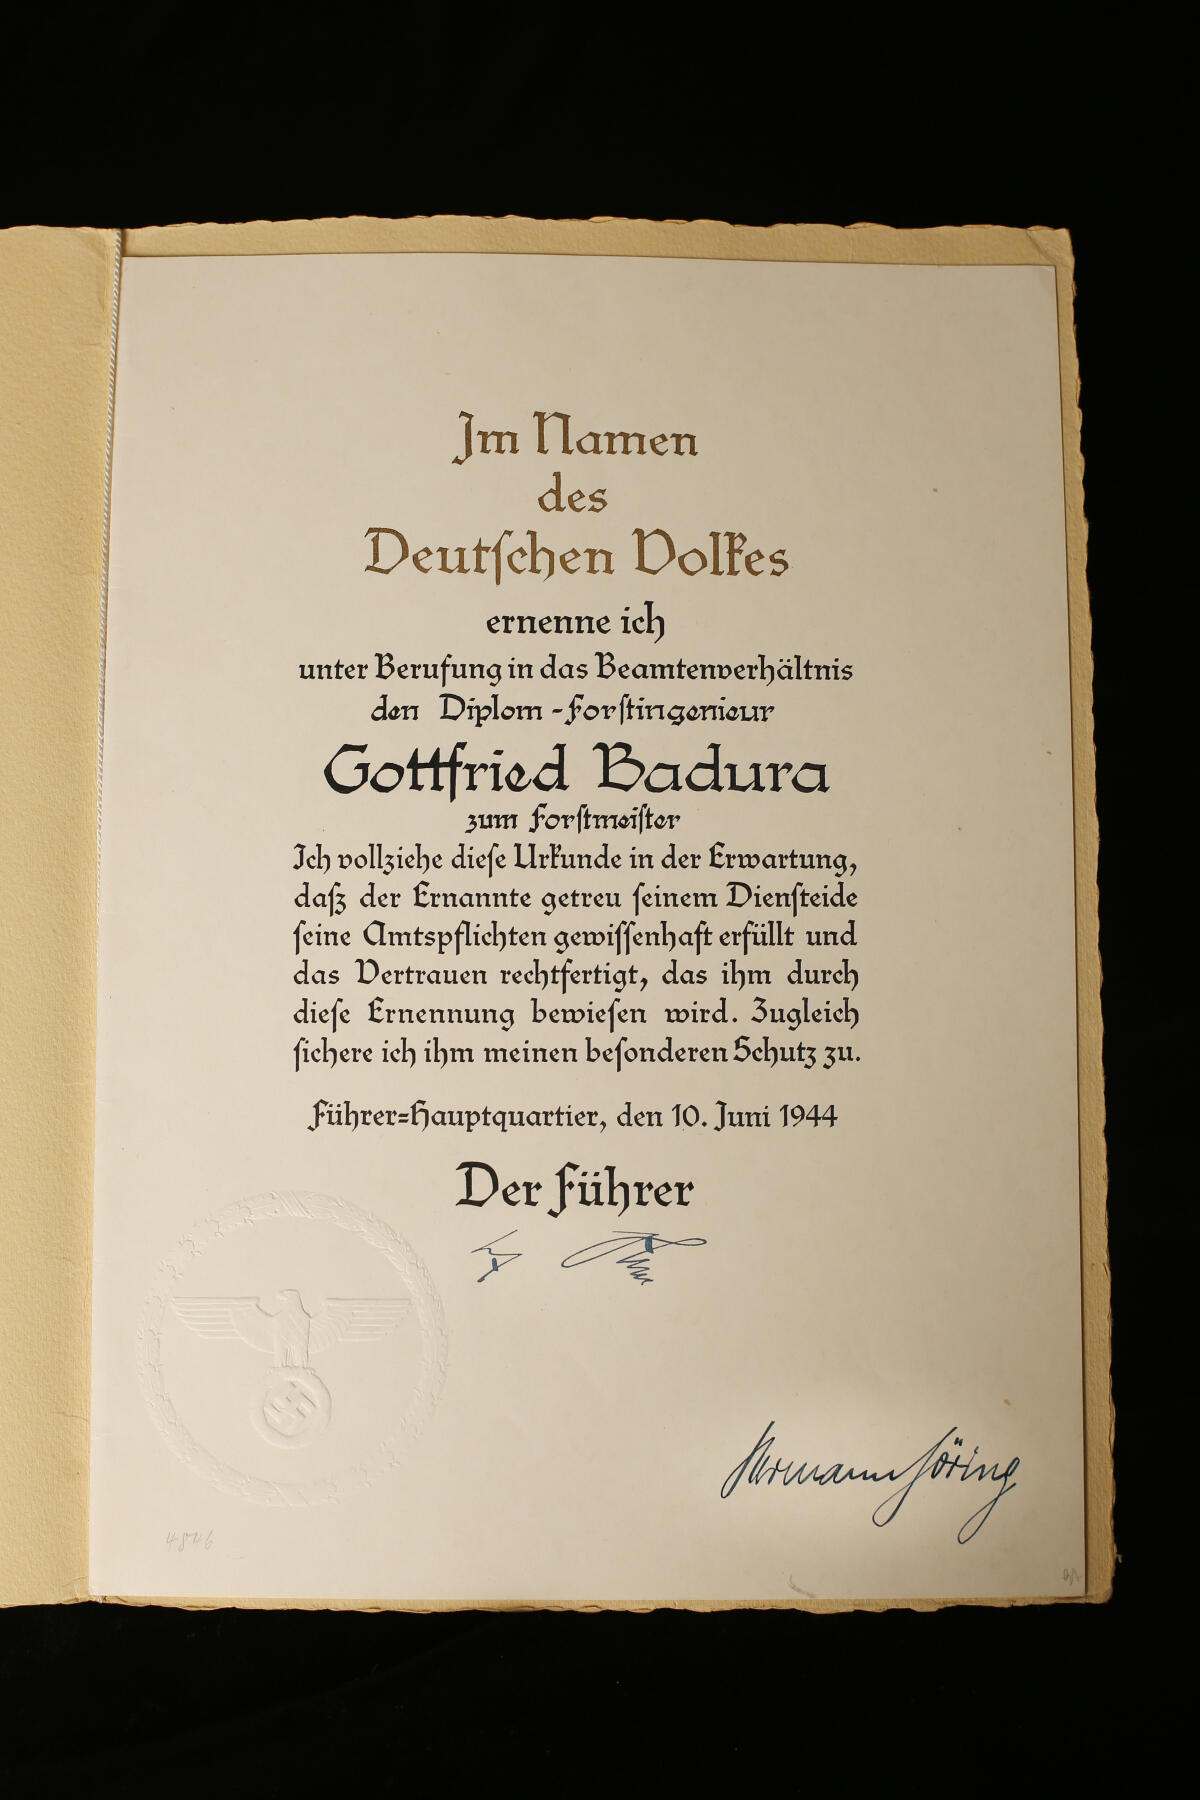 Im Namen
des
Deutſchen Volkes
ernenne ich
unter Berufung in das Beamtenverhältnis
den Diplom-Forſtingenieur
Gottfried Badura
zum Forſtmeiſter
Ich vollziehe dieſe Urkunde in der Erwartung,
daſz der Ernannte getreu ſeinem Dienſteide
ſeine Amtspflichten gewiſſenhaft erfüllt und
das Vertrauen rechtfertigt, das ihm durch
dieſe Ernennung bewieſen wird. Zugleich
ſichere ich ihm meinen beſonderen Schutz zu.
Führer=Hauptquartier, den 10. Juni 1944
Der Führer
Hermann Göring
4846